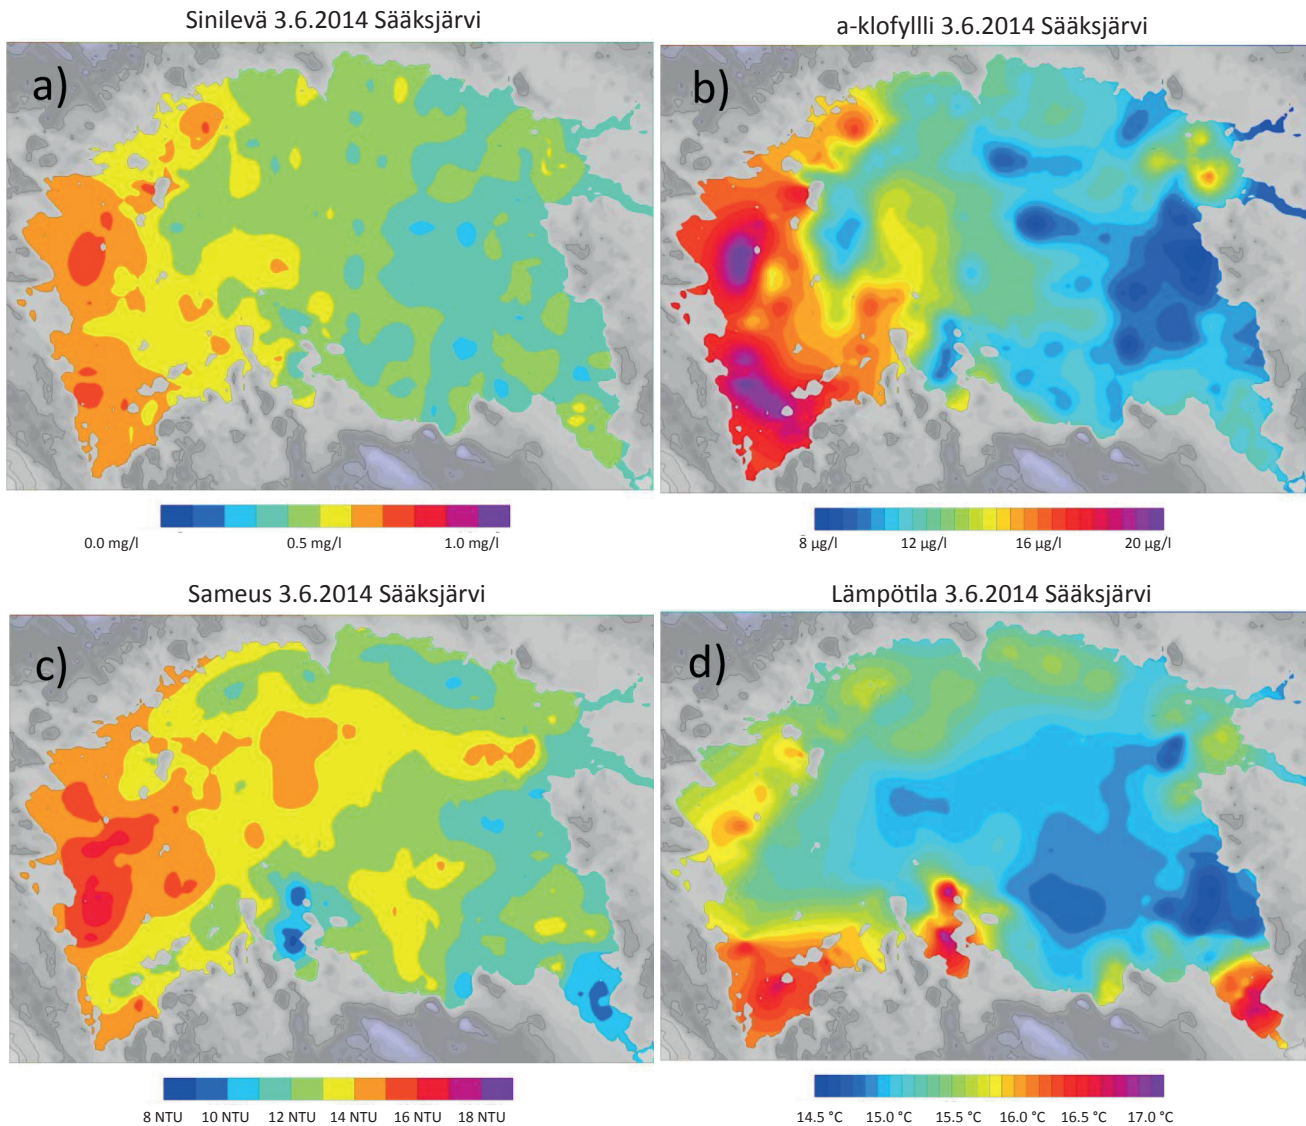 Sinilevä 3.6.2014 Sääksjärvi
a-klofyllli 3.6.2014 Sääksjärvi
a)
b)
0.0 mg/l 0.5 mg/l 1.0 mg/l
8 µg/l 12 µg/l 16 µg/l 20 µg/l
Sameus 3.6.2014 Sääksjärvi
Lämpötila 3.6.2014 Sääksjärvi
c)
d)
8 NTU 10 NTU 12 NTU 14 NTU 16 NTU 18 NTU
14.5 °C 15.0 °C 15.5 °C 16.0 °C 16.5 °C 17.0 °C